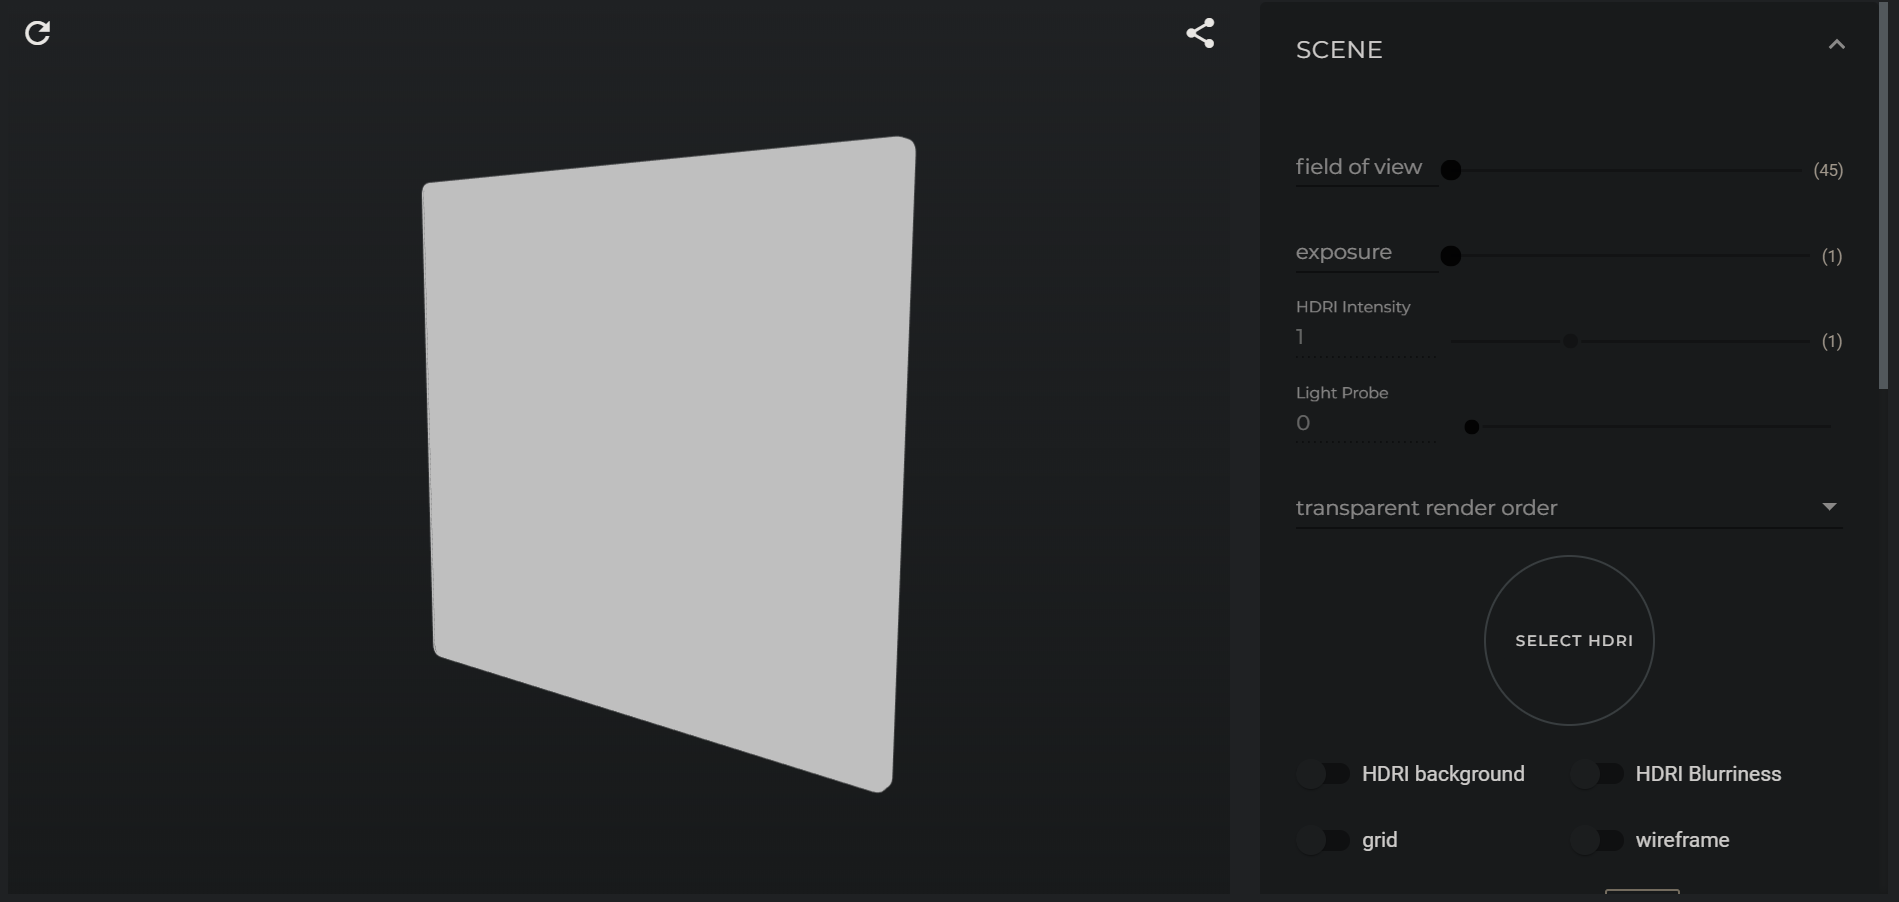 SCENE
field of view (45)
exposure (1)
HDRI Intensity
1 (1)
Light Probe
0
transparent render order
SELECT HDRI
HDRI background HDRI Blurriness
grid wireframe